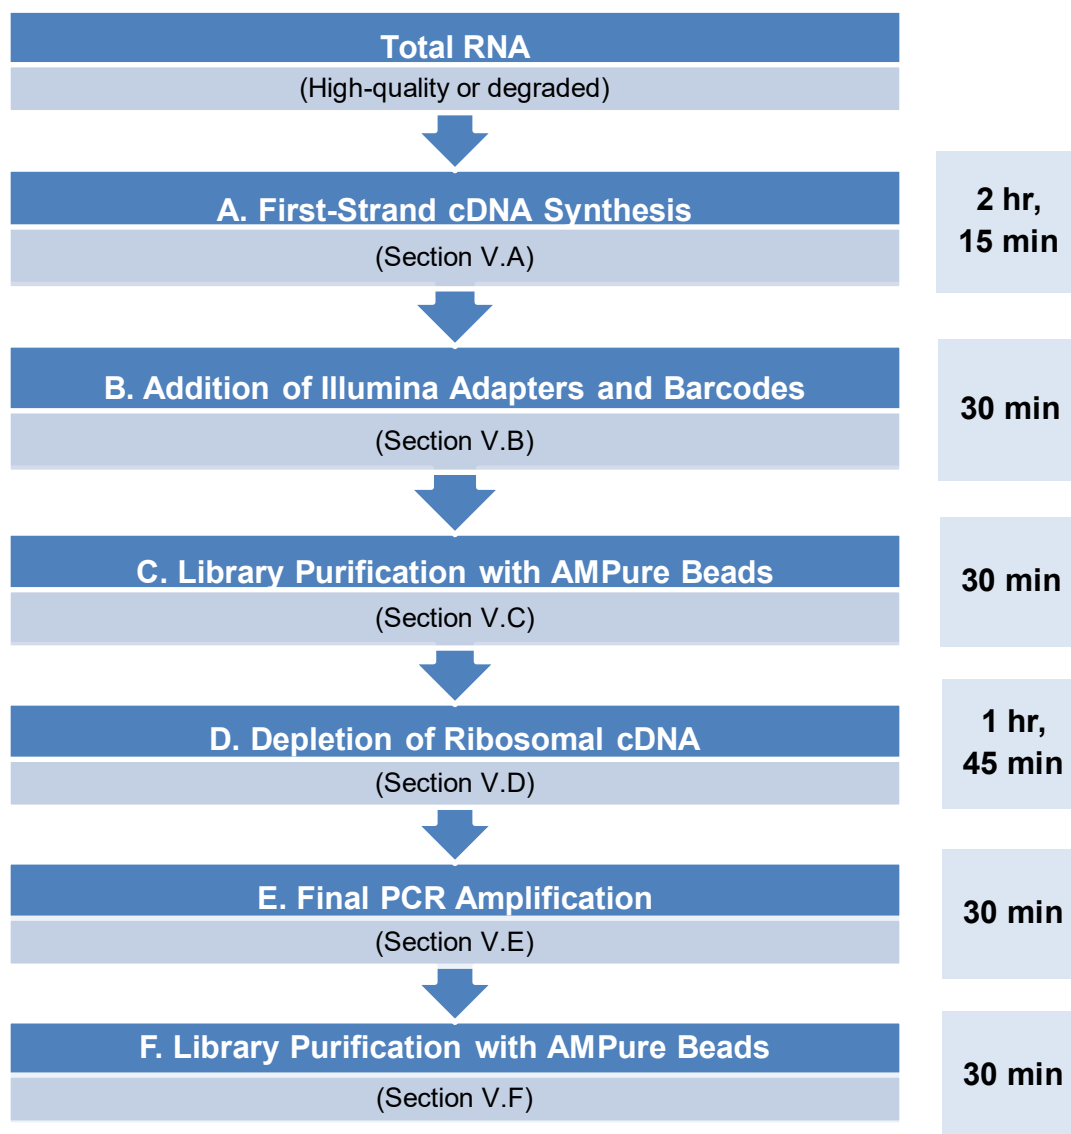 Total RNA
(High-quality or degraded)
A. First-Strand cDNA Synthesis
(Section V.A)
2 hr,
15 min
B. Addition of Illumina Adapters and Barcodes
(Section V.B)
30 min
C. Library Purification with AMPure Beads
(Section V.C)
30 min
D. Depletion of Ribosomal cDNA
(Section V.D)
1 hr,
45 min
E. Final PCR Amplification
(Section V.E)
30 min
F. Library Purification with AMPure Beads
(Section V.F)
30 min